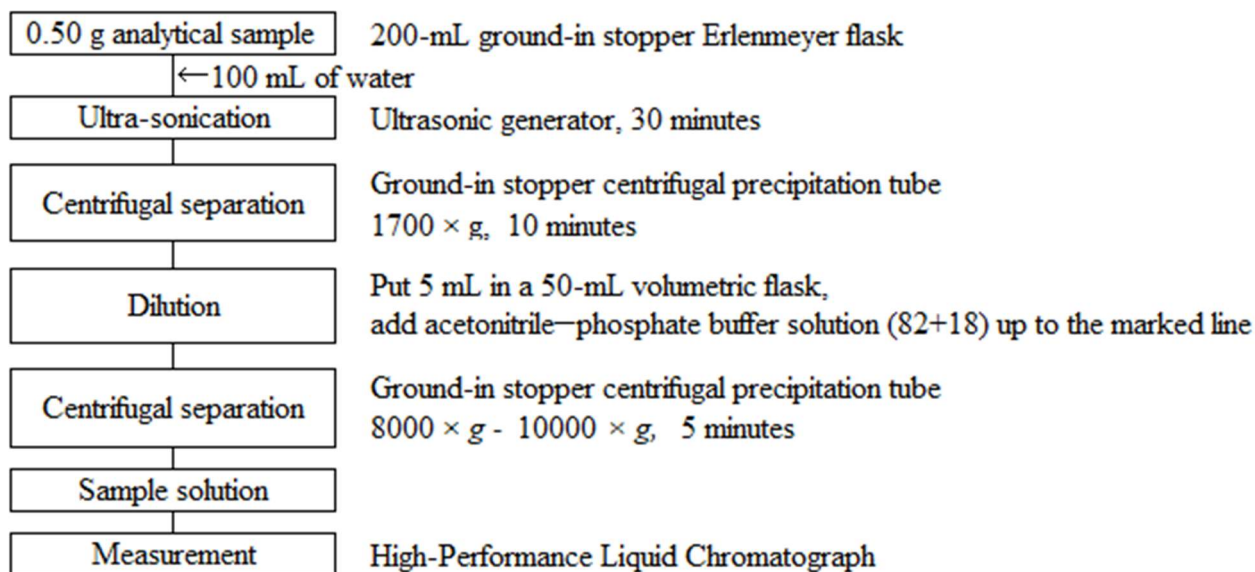 0.50 g analytical sample 200-mL ground-in stopper Erlenmeyer flask
←100 mL of water
Ultra-sonication Ultrasonic generator, 30 minutes
Centrifugal separation
Ground-in stopper centrifugal precipitation tube
1700 × g, 10 minutes
Dilution
Put 5 mL in a 50-mL volumetric flask,
add acetonitrile−phosphate buffer solution (82+18) up to the marked line
Centrifugal separation
Ground-in stopper centrifugal precipitation tube
8000 × g - 10000 × g, 5 minutes
Sample solution
Measurement High-Performance Liquid Chromatograph